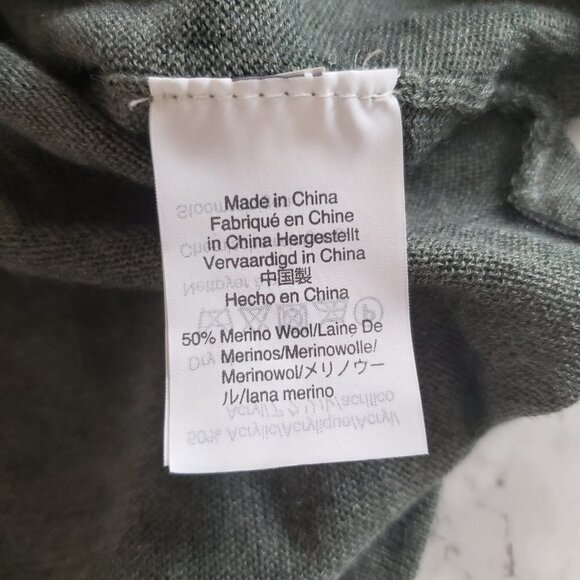 Made in China
Fabriqué en Chine
in China Hergestellt
Vervaardigd in China
中国製
Hecho en China
50% Merino Wool/Laine De
Merinos/Merinowolle/
Merinowol/メリノウー
ル/lana merino